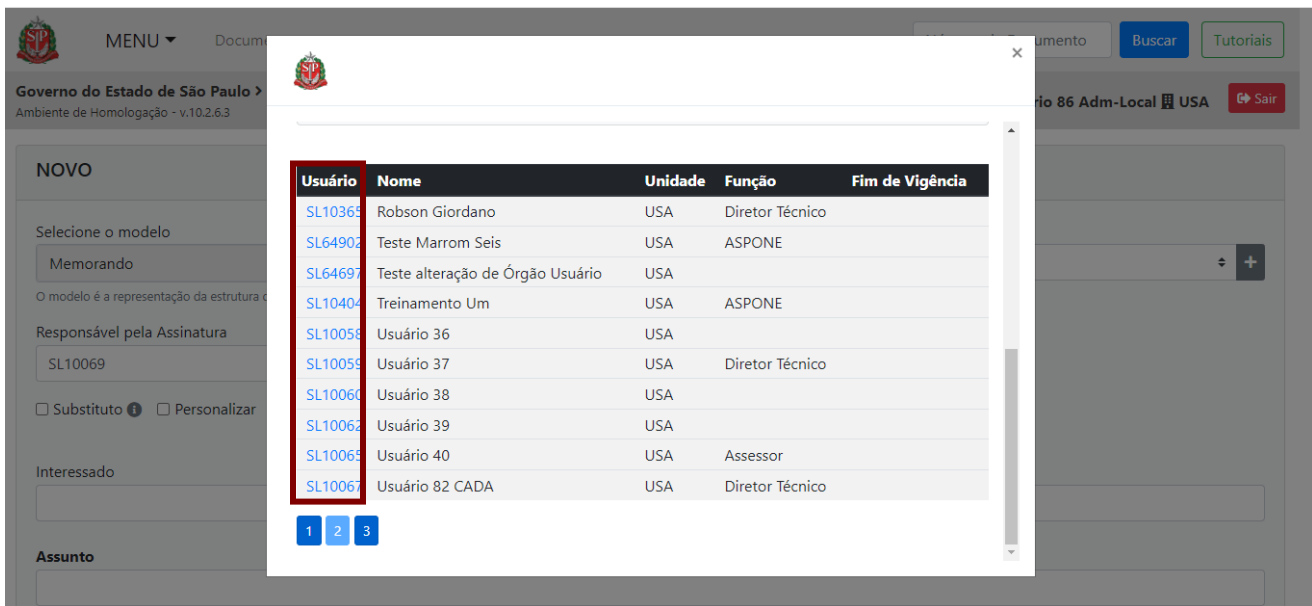 MENU
Buscar
Tutoriais
Governo do Estado de São Paulo >
Ambiente de Homologação - v.10.2.6.3
86 Adm-Local USA
Sair
NOVO
Selecione o modelo
Memorando
+
O modelo é a representação da estrutura
Responsável pela Assinatura
SL10069
Substituto Personalizar
Interessado
Assunto
×
Usuário Nome Unidade Função Fim de Vigência
SL10365 Robson Giordano USA Diretor Técnico
SL64902 Teste Marrom Seis USA ASPONE
SL64697 Teste alteração de Órgão Usuário USA
SL10404 Treinamento Um USA ASPONE
SL10058 Usuário 36 USA
SL10059 Usuário 37 USA Diretor Técnico
SL10060 Usuário 38 USA
SL10062 Usuário 39 USA
SL10065 Usuário 40 USA Assessor
SL10067 Usuário 82 CADA USA Diretor Técnico
1 2 3